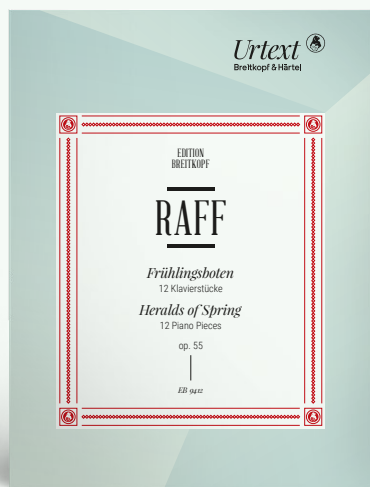 Urtext
Breitkopf & Härtel
EDITION
BREITKOPF
RAFF
Frühlingsboten
12 Klavierstücke
Heralds of Spring
12 Piano Pieces
op. 55
EB 9412